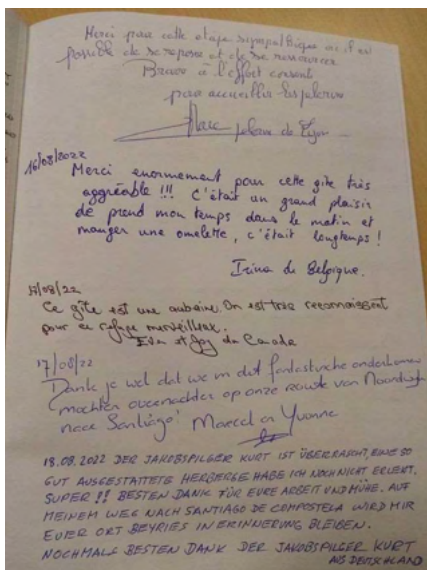 Merci pour cette étape sympathique où il est
possible de se reposer et de se ressourcer
Bravo à l'effort consenti
pour accueillir les pèlerins
Marc pèlerin de Lyon
16/08/2022
Merci enormement pour cette gîte très
aggréable !!! C'était un grand plaisir
de prend mon temps dans le matin et
manger une omelette, c'était longtemps !
Irina de Belgique.
17/08/22
Ce gîte est une aubaine. On est très reconnaissent
pour ce refuge merveilleux.
et Joy du Canada
17/08/22
Dank je wel dat we in dit fantastische onderkomen
mochten overnachten op onze route van Noordwijk
naar Santiago! Marcel en Yvonne
18.08.2022 DER JAKOBSPILGER KURT IST ÜBERRASCHT, EINE SO
GUT AUSGESTATTETE HERBERGE HABE ICH NOCH NICHT ERLEBT.
SUPER !! BESTEN DANK FÜR EURE ARBEIT UND MÜHE. AUF
MEINEM WEG NACH SANTIAGO DE COMPOSTELA WIRD MIR
EUER ORT BEYRIES IN ERINNERUNG BLEIBEN.
NOCHMALS BESTEN DANK DER JAKOBSPILGER KURT
AUS DEUTSCHLAND